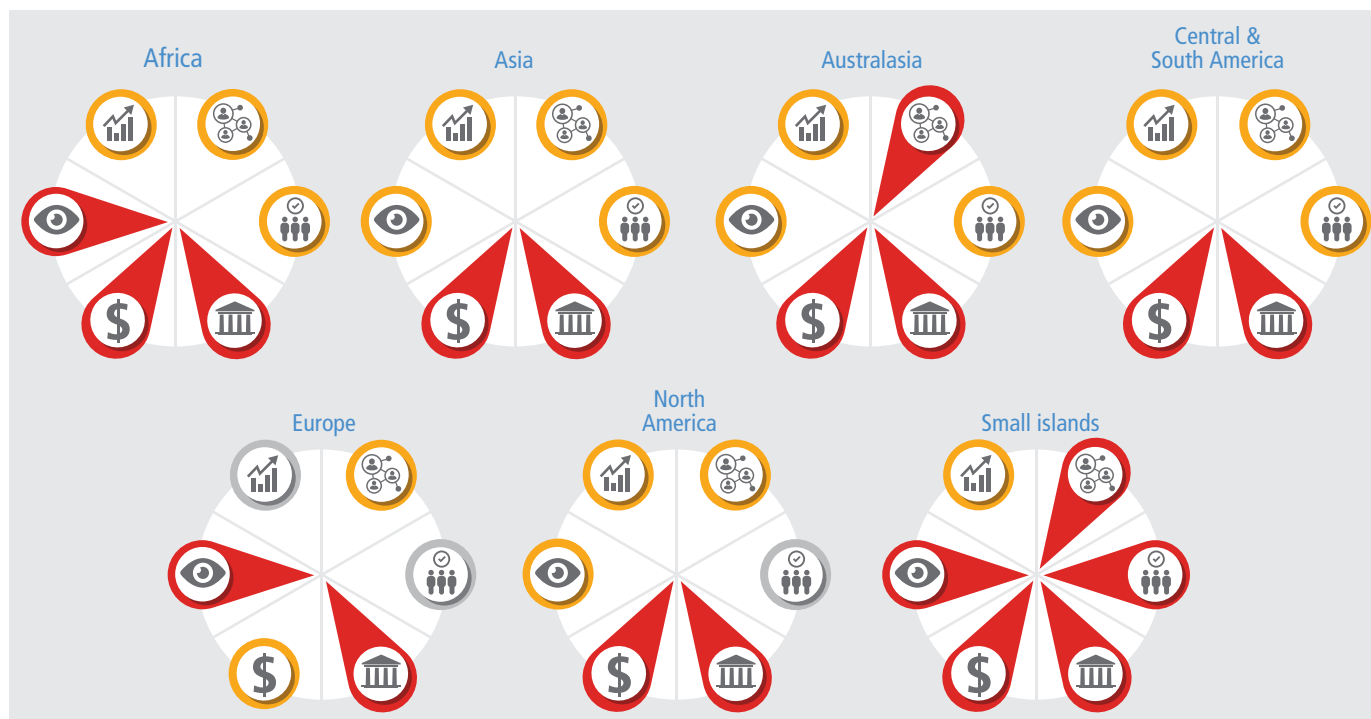 Africa
Asia
Australasia
Central &
South America
$
$
$
$
Europe
North
America
Small islands
$
$
$